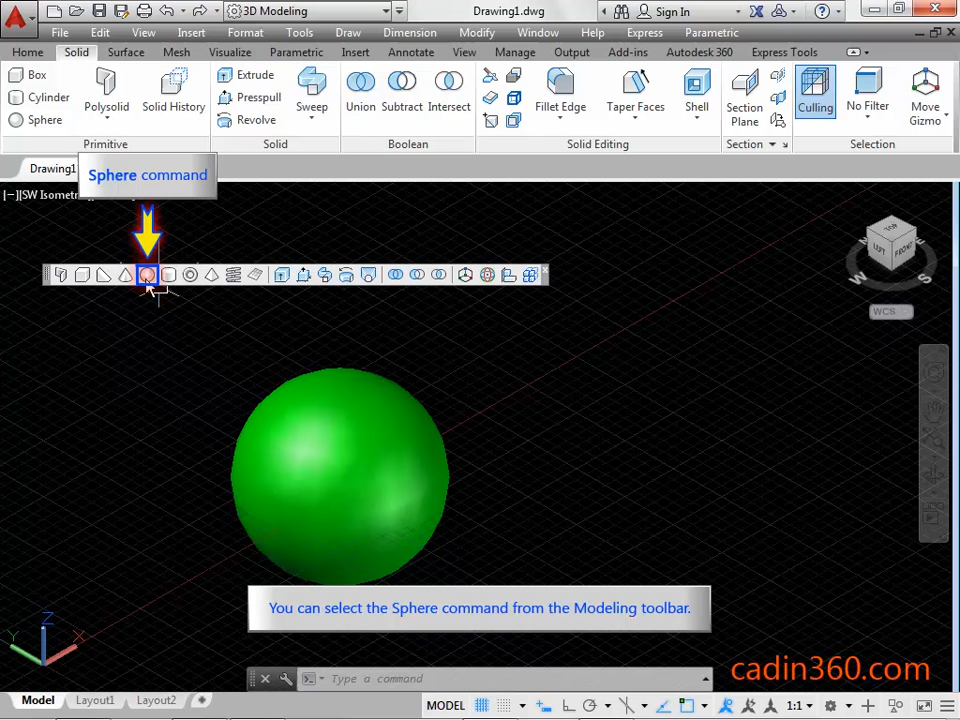 3D Modeling
Drawing1.dwg
Sign In
File Edit View Insert Format Tools Draw Dimension Modify Window Help Express Parametric
Home Solid Surface Mesh Visualize Parametric Insert Annotate View Manage Output Add-ins Autodesk 360 Express Tools
Box
Cylinder
Sphere
Polysolid
Solid History
Extrude
Presspull
Revolve
Sweep
Union Subtract Intersect
Fillet Edge
Taper Faces
Shell
Section
Plane
Culling
No Filter
Move
Gizmo
Primitive Solid Boolean Solid Editing Section Selection
Drawing1
Sphere command
[−][SW Isomet
N
LEFT FRONT
W
S
WCS
You can select the Sphere command from the Modeling toolbar.
Z
Y X
cadin360.com
Type a command
Model Layout1 Layout2
MODEL 1:1